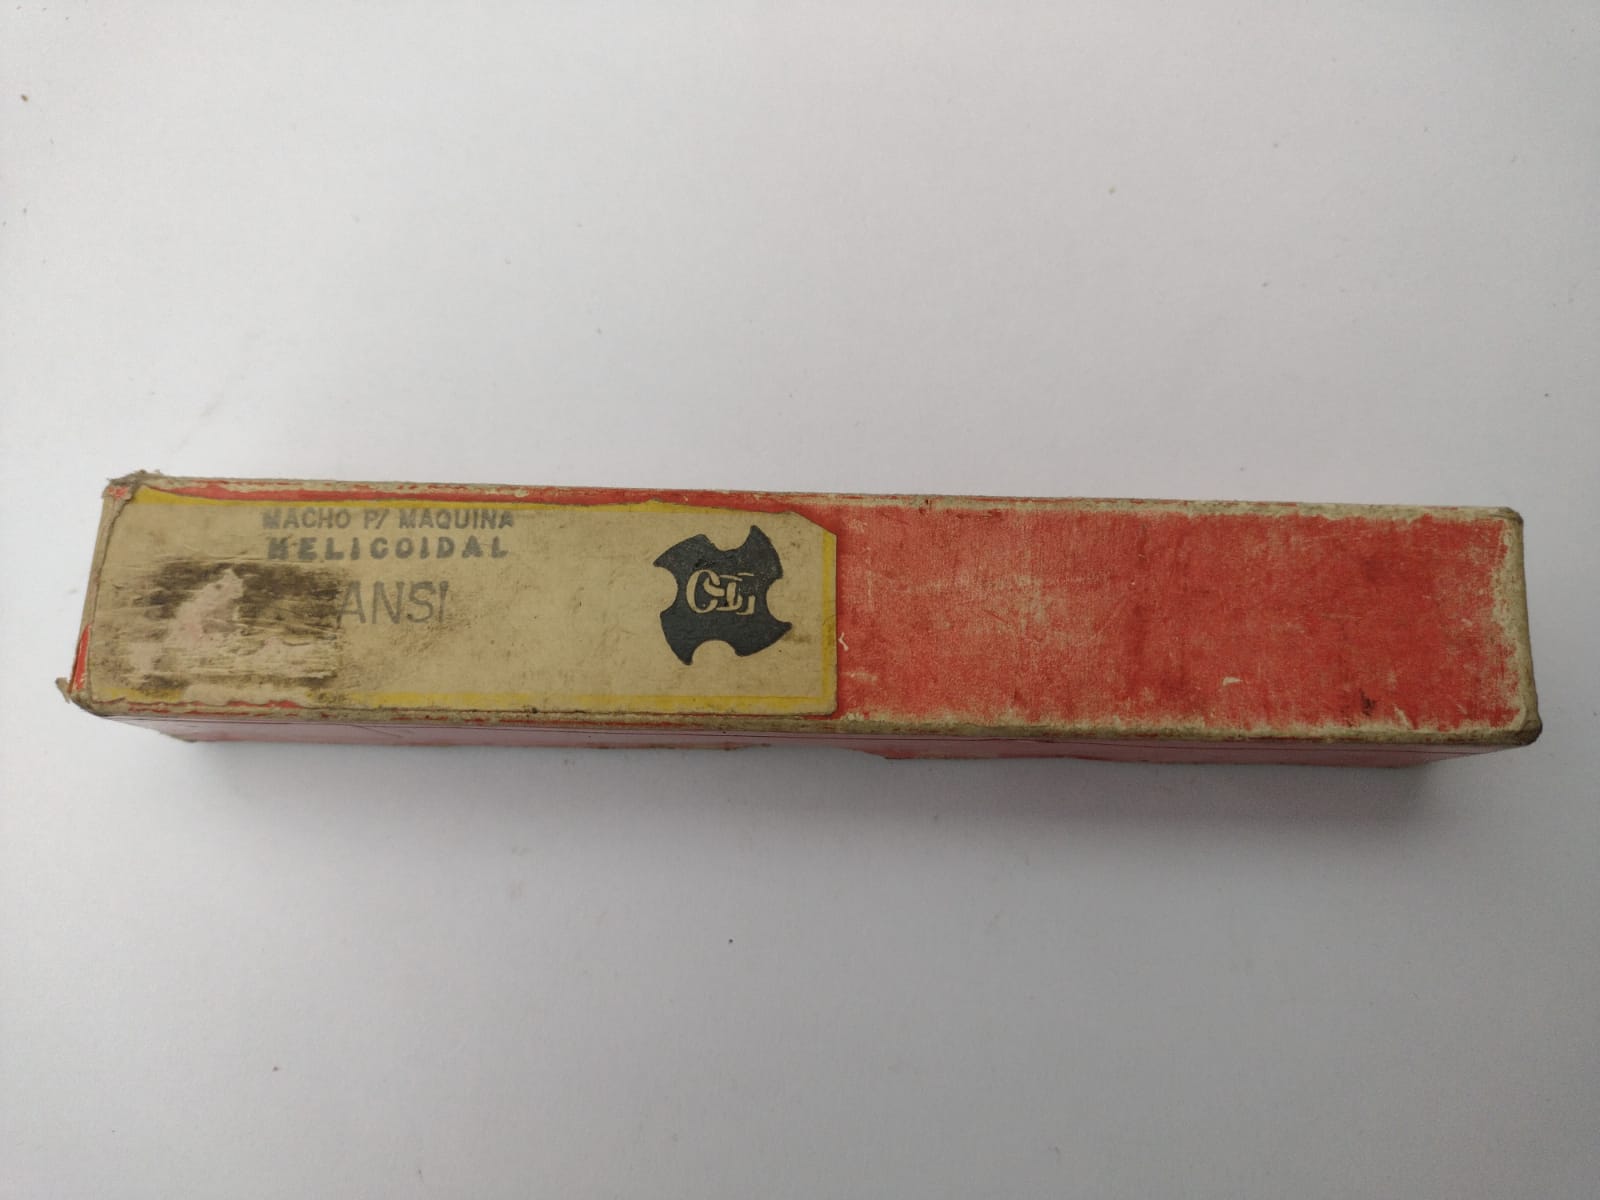 MACHO P/ MAQUINA
HELICOIDAL
ANSI